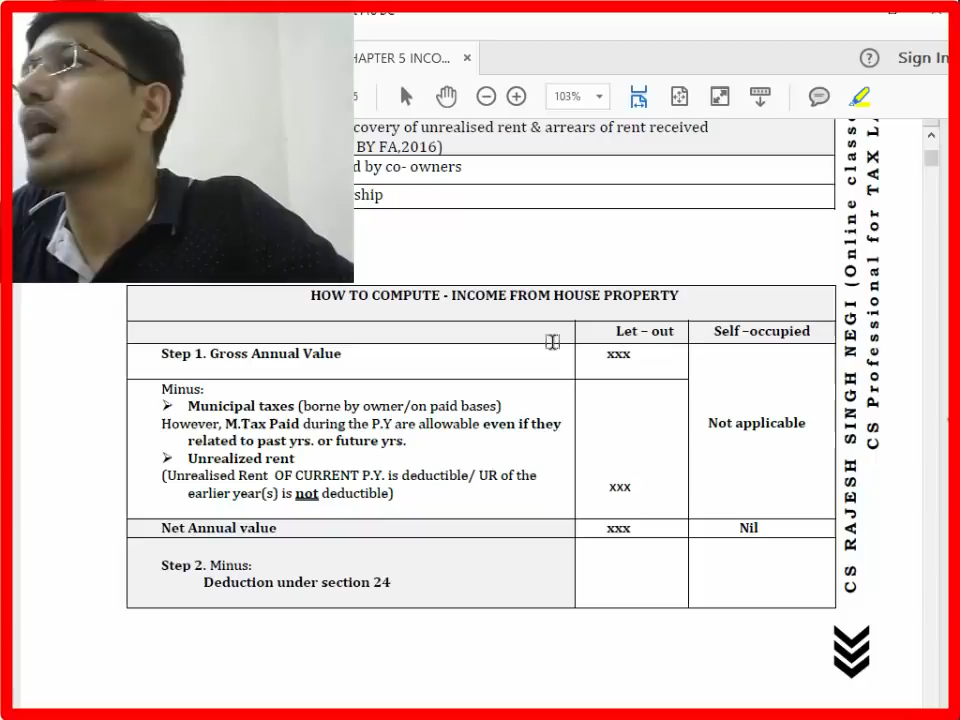 CHAPTER 5 INCO...
Sign In
103%
covery of unrealised rent & arrears of rent received
BY FA,2016)
d by co- owners
ship
HOW TO COMPUTE - INCOME FROM HOUSE PROPERTY
Let – out Self –occupied
Step 1. Gross Annual Value xxx
Minus:
➢ Municipal taxes (borne by owner/on paid bases)
However, M.Tax Paid during the P.Y are allowable even if they
related to past yrs. or future yrs.
Not applicable
➢ Unrealized rent
(Unrealised Rent OF CURRENT P.Y. is deductible/ UR of the
earlier year(s) is not deductible)
xxx
Net Annual value xxx Nil
Step 2. Minus:
Deduction under section 24
CS RAJESH SINGH NEGI (Online class
CS Professional for TAX LA